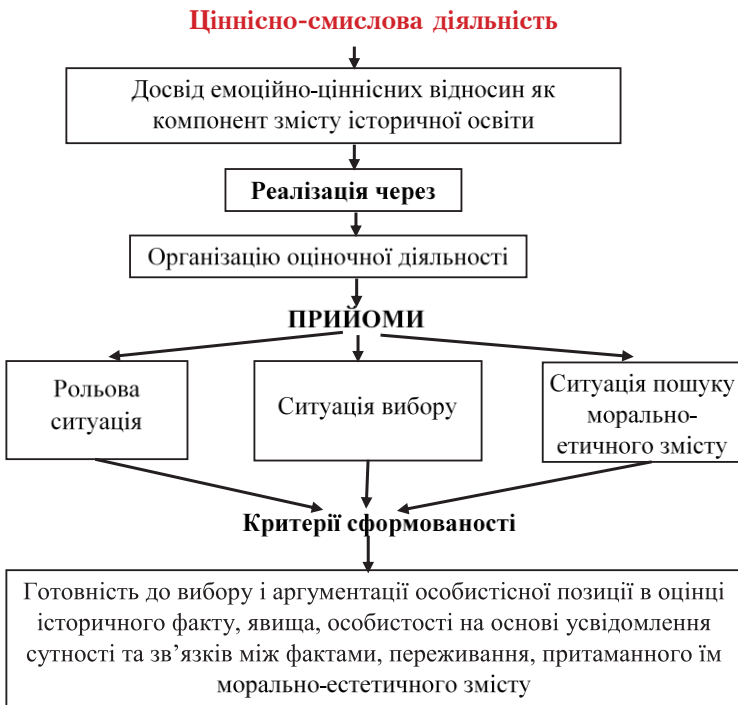 Ціннісно-смислова діяльність
Досвід емоційно-ціннісних відносин як
компонент змісту історичної освіти
Реалізація через
Організацію оціночної діяльності
ПРИЙОМИ
Рольова
ситуація
Ситуація вибору
Ситуація пошуку
морально-
етичного змісту
Критерії сформованості
Готовність до вибору і аргументації особистісної позиції в оцінці
історичного факту, явища, особистості на основі усвідомлення
сутності та зв’язків між фактами, переживання, притаманного їм
морально-естетичного змісту